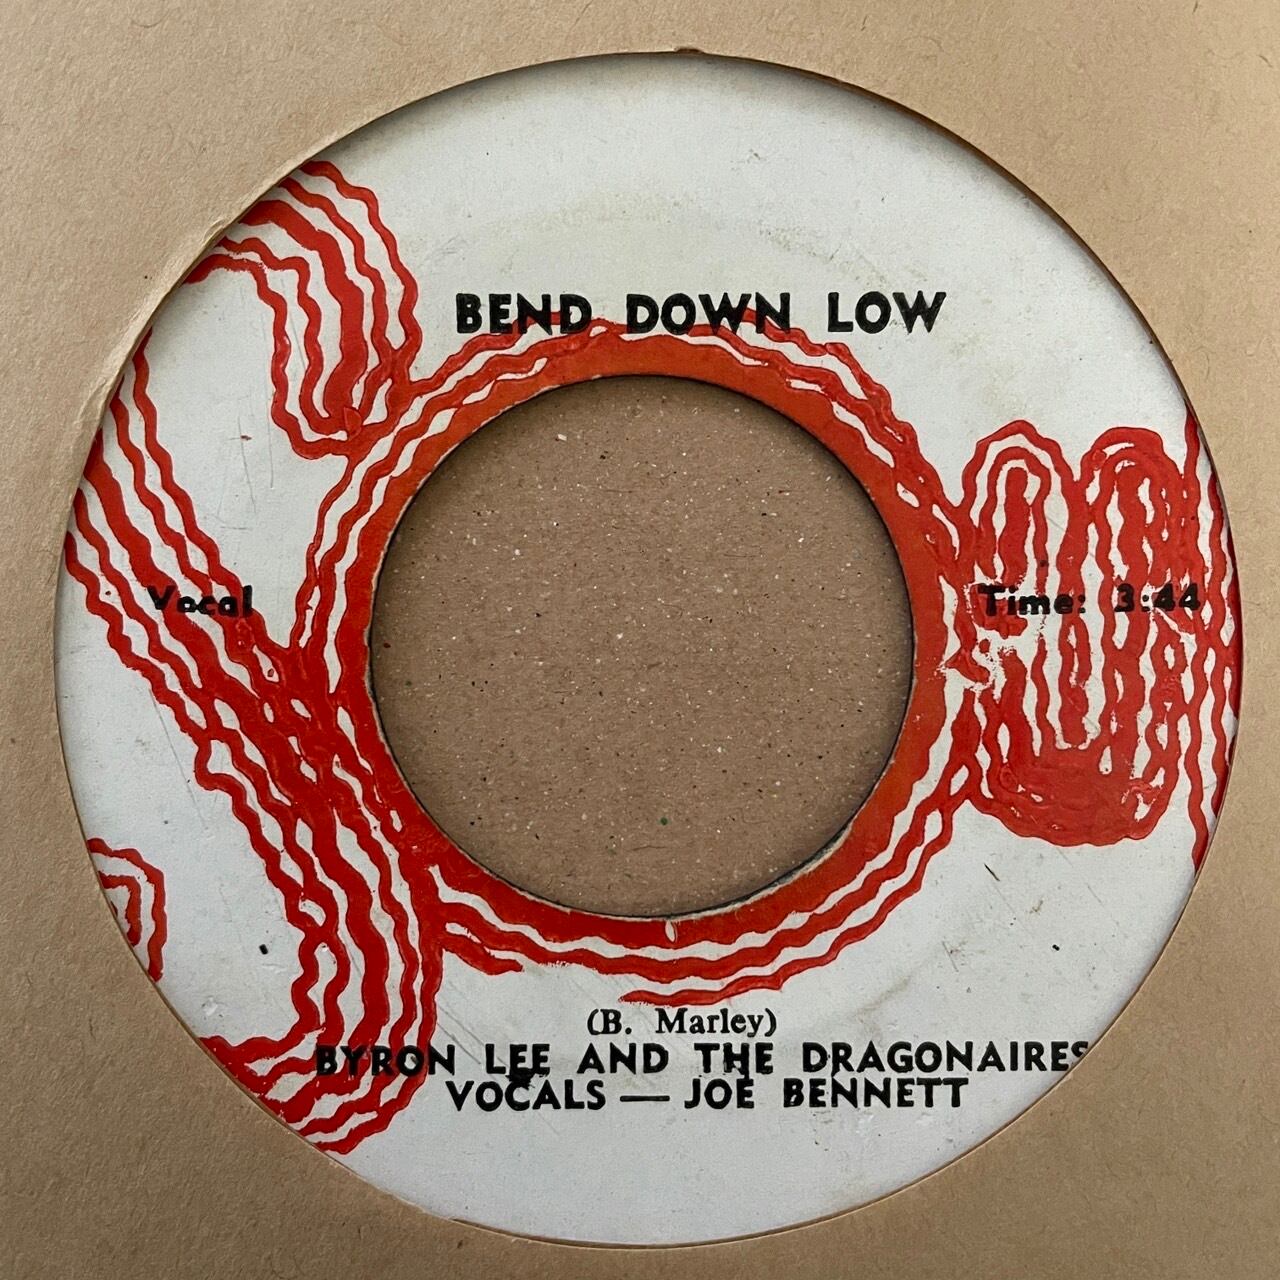 BEND DOWN LOW
Vocal
Time: 3:44
(B. Marley)
BYRON LEE AND THE DRAGONAIRES
VOCALS — JOE BENNETT